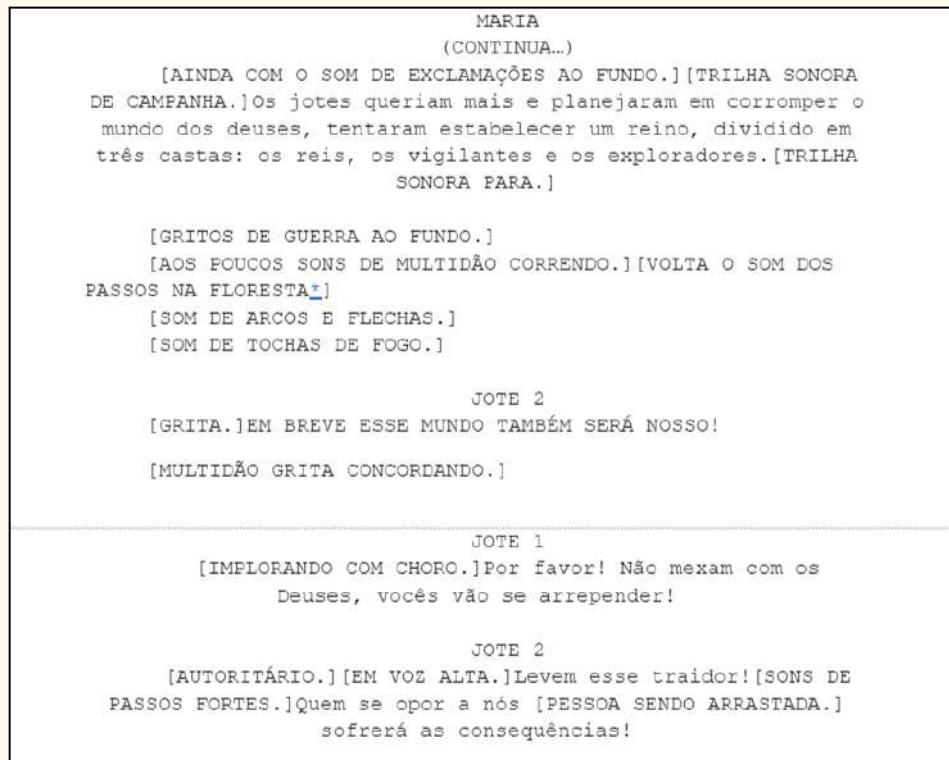 MARIA
(CONTINUA…)
[AINDA COM O SOM DE EXCLAMAÇÕES AO FUNDO.][TRILHA SONORA
DE CAMPANHA.]Os jotes queriam mais e planejaram em corromper o
mundo dos deuses, tentaram estabelecer um reino, dividido em
três castas: os reis, os vigilantes e os exploradores.[TRILHA
SONORA PARA.]
[GRITOS DE GUERRA AO FUNDO.]
[AOS POUCOS SONS DE MULTIDÃO CORRENDO.][VOLTA O SOM DOS
PASSOS NA FLORESTA*]
[SOM DE ARCOS E FLECHAS.]
[SOM DE TOCHAS DE FOGO.]
JOTE 2
[GRITA.]EM BREVE ESSE MUNDO TAMBÉM SERÁ NOSSO!
[MULTIDÃO GRITA CONCORDANDO.]
JOTE 1
[IMPLORANDO COM CHORO.]Por favor! Não mexam com os
Deuses, vocês vão se arrepender!
JOTE 2
[AUTORITÁRIO.][EM VOZ ALTA.]Levem esse traidor![SONS DE
PASSOS FORTES.]Quem se opor a nós [PESSOA SENDO ARRASTADA.]
sofrerá as consequências!